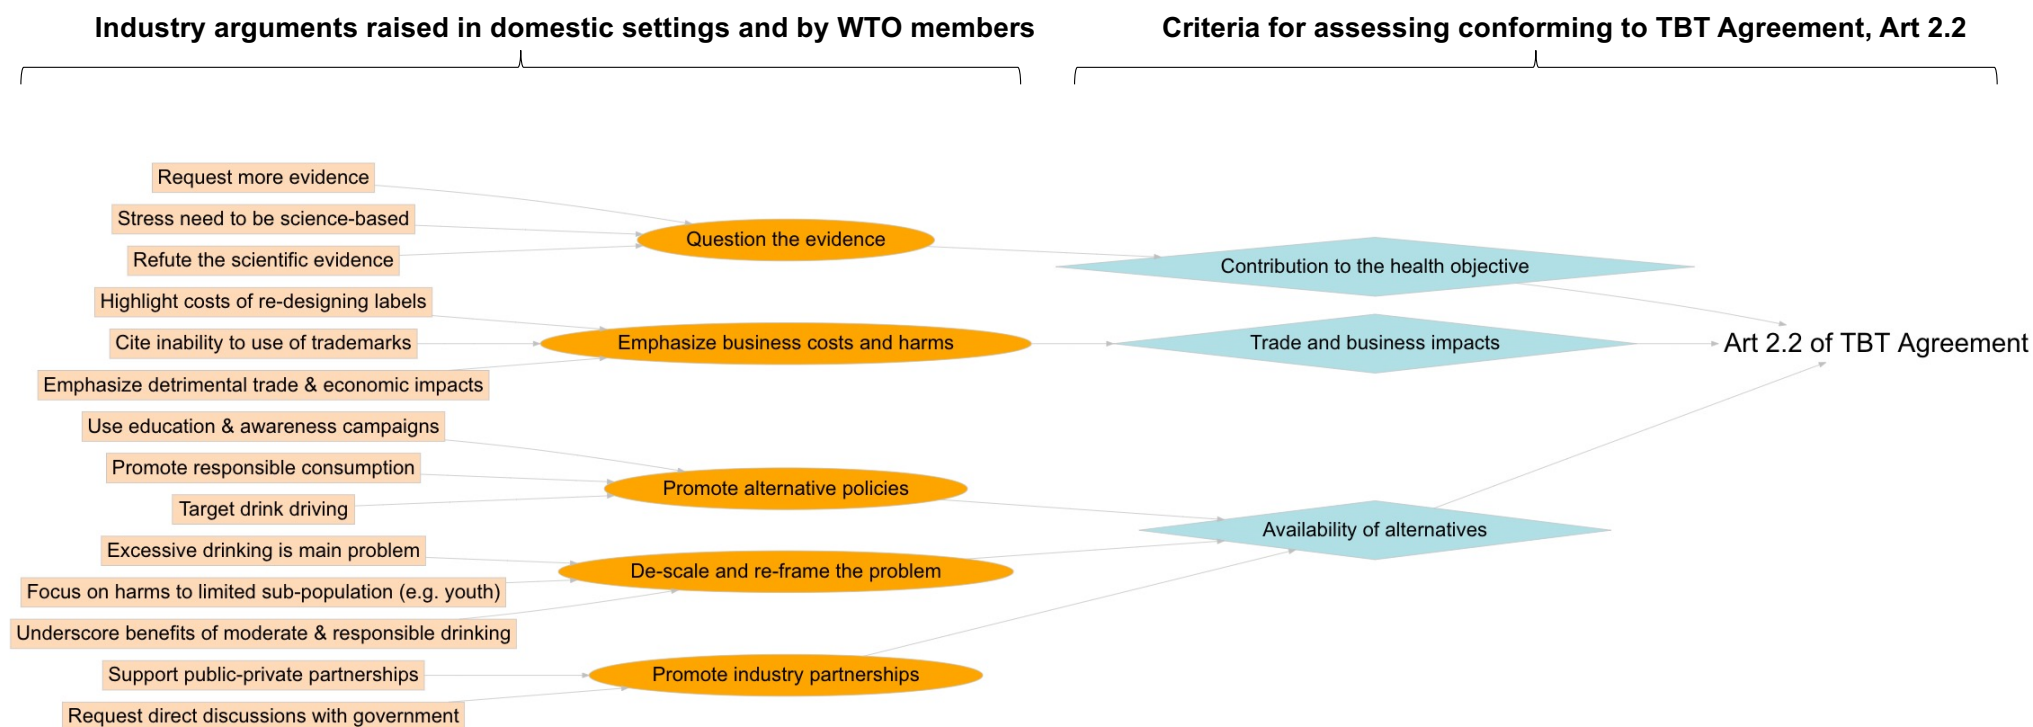 Industry arguments raised in domestic settings and by WTO members
Criteria for assessing conforming to TBT Agreement, Art 2.2
Request more evidence
Stress need to be science-based
Refute the scientific evidence
Highlight costs of re-designing labels
Cite inability to use of trademarks
Emphasize detrimental trade & economic impacts
Use education & awareness campaigns
Promote responsible consumption
Target drink driving
Excessive drinking is main problem
Focus on harms to limited sub-population (e.g. youth)
Underscore benefits of moderate & responsible drinking
Support public-private partnerships
Request direct discussions with government
Question the evidence
Emphasize business costs and harms
Promote alternative policies
De-scale and re-frame the problem
Promote industry partnerships
Contribution to the health objective
Trade and business impacts
Availability of alternatives
Art 2.2 of TBT Agreement